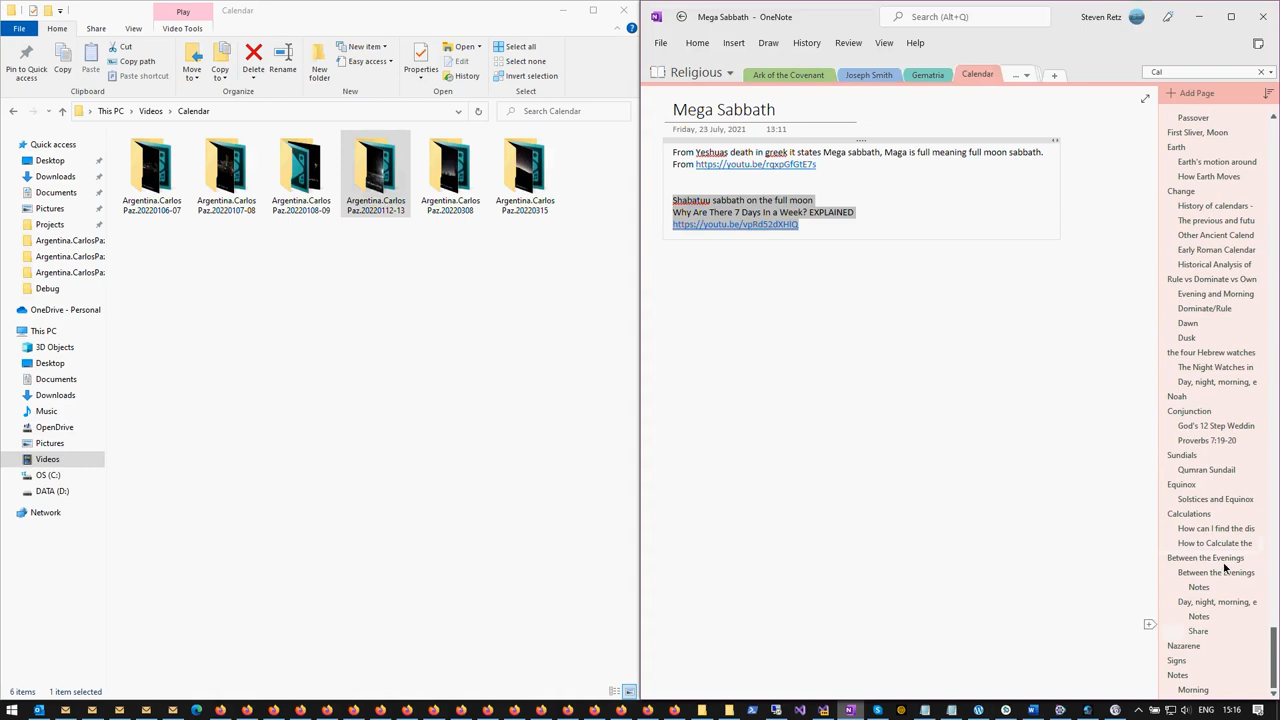 Play
Calendar
File
Home
Share
View
Video Tools
Pin to Quick access
Copy
Paste
Cut
Copy path
Paste shortcut
Clipboard
Move to
Copy to
Delete
Rename
Organize
New folder
New item
Easy access
New
Properties
Open
Edit
History
Open
Select all
Select none
Invert selection
Select
This PC
Videos
Calendar
Search Calendar
Quick access
Desktop
Downloads
Documents
Pictures
Projects
Argentina.CarlosPa:
Argentina.CarlosPa:
Argentina.CarlosPa:
Debug
OneDrive - Personal
This PC
3D Objects
Desktop
Documents
Downloads
Music
OpenDrive
Pictures
Videos
OS (C:)
DATA (D:)
Network
Argentina.Carlos
Paz.20220106-07
Argentina.Carlos
Paz.20220107-08
Argentina.Carlos
Paz.20220108-09
Argentina.Carlos
Paz.20220112-13
Argentina.Carlos
Paz.20220308
Argentina.Carlos
Paz.20220315
6 items
1 item selected
Mega Sabbath - OneNote
Search (Alt+Q)
Steven Retz
File
Home
Insert
Draw
History
Review
View
Help
Religious
Ark of the Covenant
Joseph Smith
Gematria
Calendar
...
Cal
Mega Sabbath
Friday, 23 July, 2021 13:11
From Yeshuas death in greek it states Mega sabbath, Maga is full meaning full moon sabbath.
From https://youtu.be/rqxpGfGtE7s
Shabatuu sabbath on the full moon
Why Are There 7 Days In a Week? EXPLAINED
https://youtu.be/vpRd52dXHIQ
Add Page
Passover
First Sliver, Moon
Earth
Earth's motion around
How Earth Moves
Change
History of calendars -
The previous and futu
Other Ancient Calend
Early Roman Calendar
Historical Analysis of
Rule vs Dominate vs Own
Evening and Morning
Dominate/Rule
Dawn
Dusk
the four Hebrew watches
The Night Watches in
Day, night, morning, e
Noah
Conjunction
God's 12 Step Weddin
Proverbs 7:19-20
Sundials
Qumran Sundail
Equinox
Solstices and Equinox
Calculations
How can I find the dis
How to Calculate the
Between the Evenings
Between the Evenings
Notes
Day, night, morning, e
Notes
Share
Nazarene
Signs
Notes
Morning
ENG
15:16